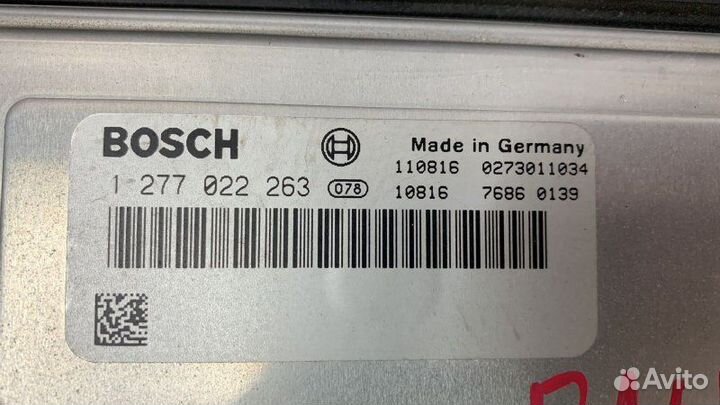 BOSCH
Made in Germany
110816 0273011034
1 277 022 263 078 10816 7686 0139
Avito